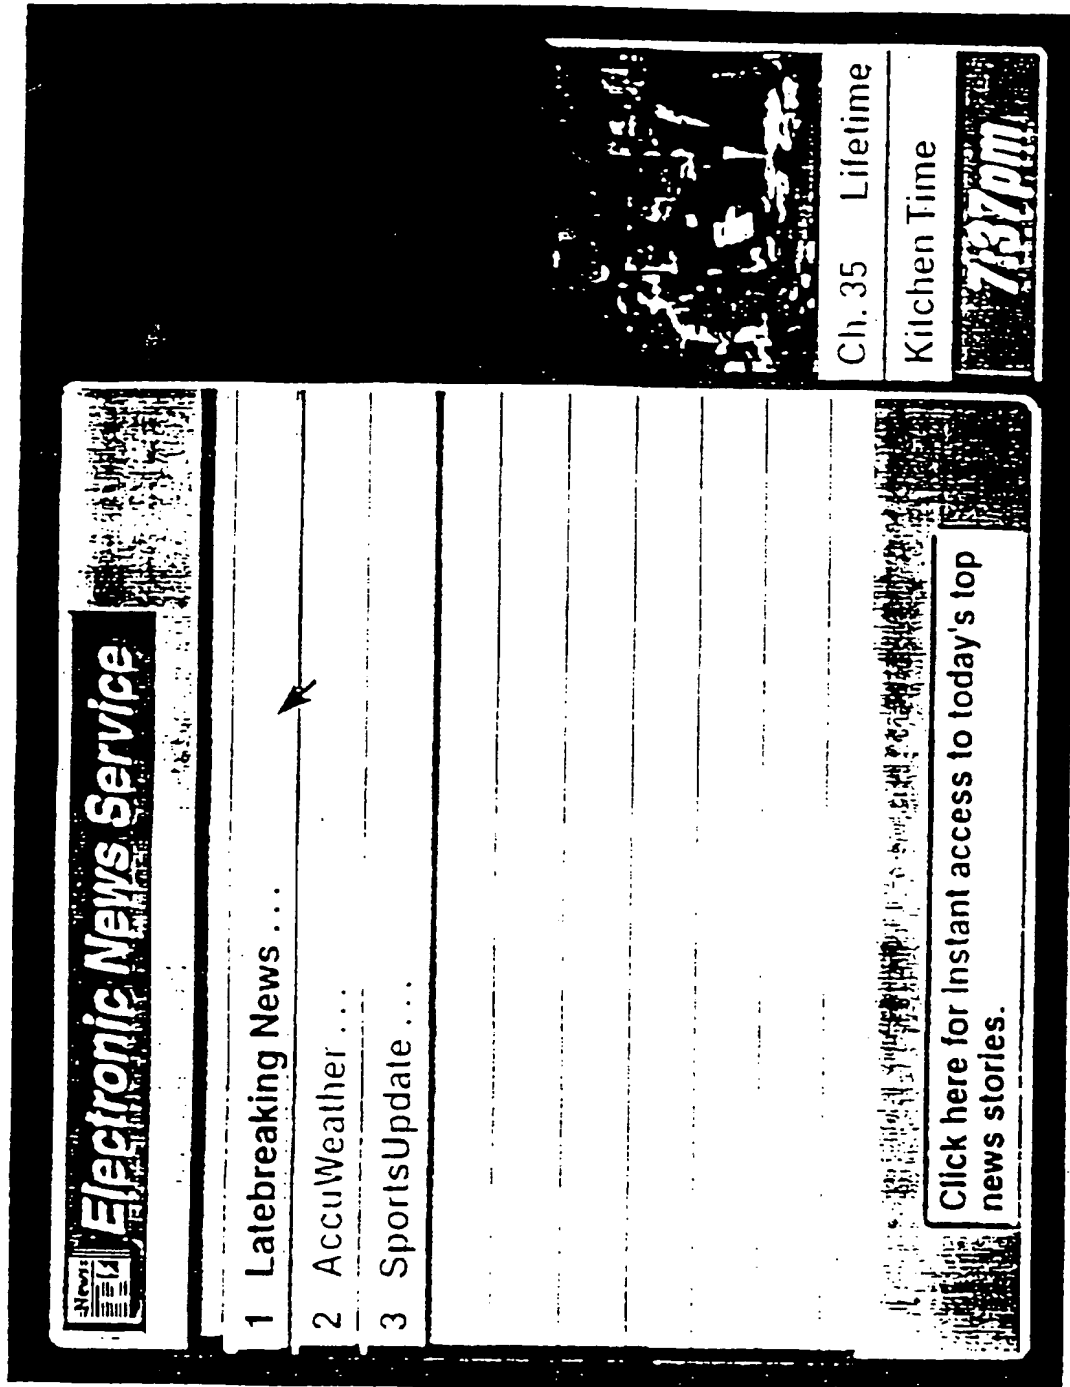 News
Electronic News Service
1 Latebreaking News ....
2 AccuWeather ...
3 SportsUpdate ...
Click here for Instant access to today's top
news stories.
Ch. 35 Lifetime
Kitchen Time
7:37pm